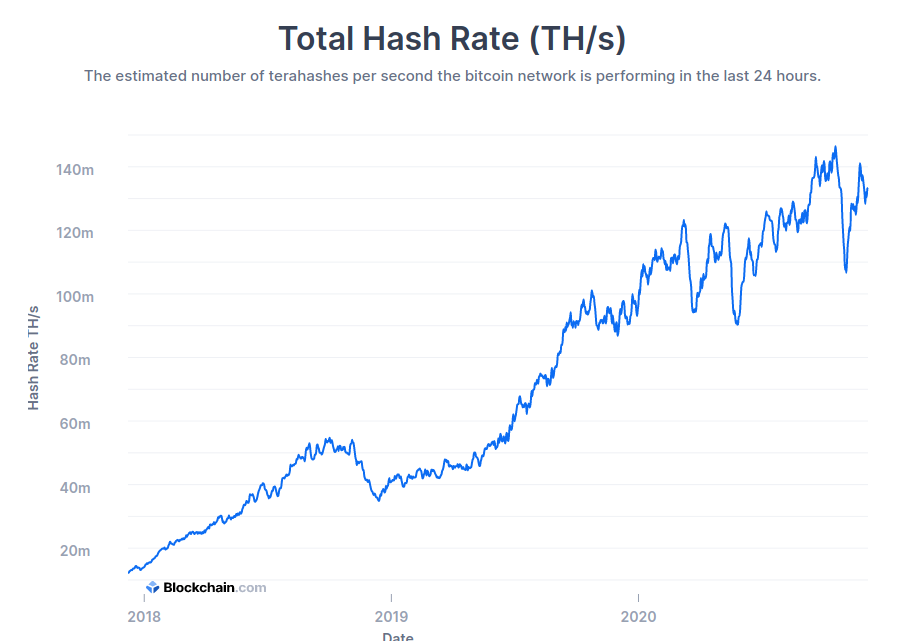 Total Hash Rate (TH/s)
The estimated number of terahashes per second the bitcoin network is performing in the last 24 hours.
140m
120m
100m
80m
60m
40m
20m
Hash Rate TH/s
Blockchain.com
2018 2019 2020
Date